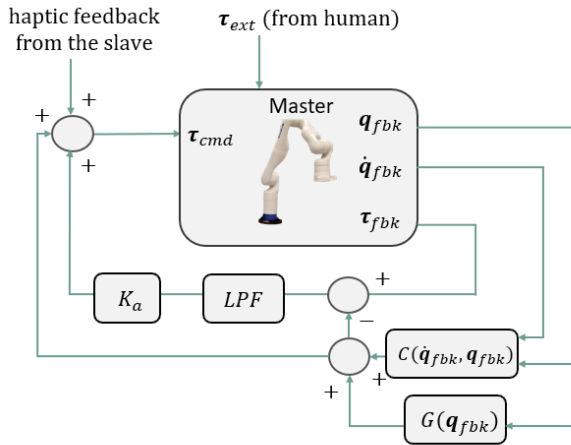 haptic feedback
from the slave
τ_ext (from human)
+
+
+
Master
τ_cmd
q_fbk
q̇_fbk
τ_fbk
K_a
LPF
+
−
C(q̇_fbk, q_fbk)
+
+
G(q_fbk)